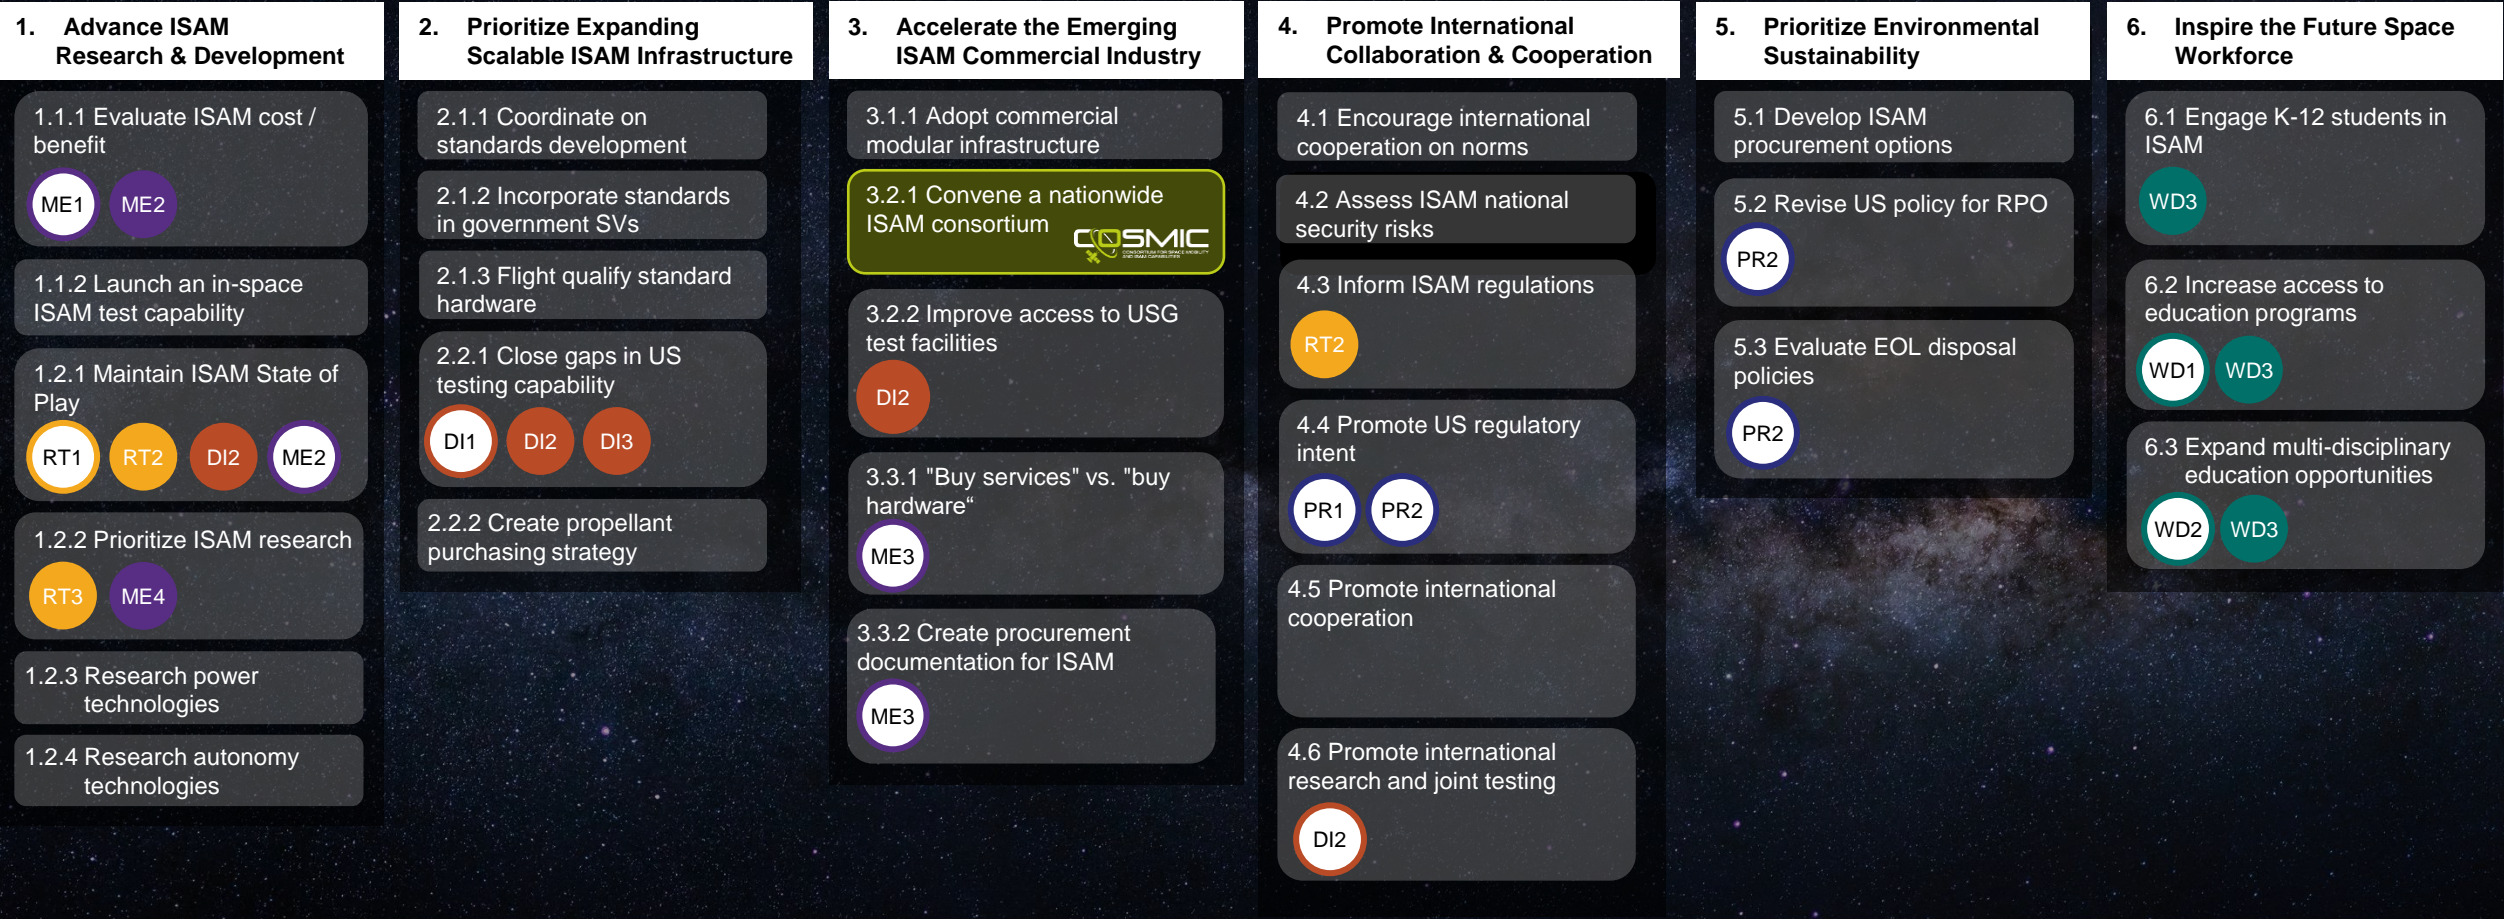 1. Advance ISAM
Research & Development
1.1.1 Evaluate ISAM cost /
benefit
ME1 ME2
1.1.2 Launch an in-space
ISAM test capability
1.2.1 Maintain ISAM State of
Play
RT1 RT2 DI2 ME2
1.2.2 Prioritize ISAM research
RT3 ME4
1.2.3 Research power
technologies
1.2.4 Research autonomy
technologies
2. Prioritize Expanding
Scalable ISAM Infrastructure
2.1.1 Coordinate on
standards development
2.1.2 Incorporate standards
in government SVs
2.1.3 Flight qualify standard
hardware
2.2.1 Close gaps in US
testing capability
DI1 DI2 DI3
2.2.2 Create propellant
purchasing strategy
3. Accelerate the Emerging
ISAM Commercial Industry
3.1.1 Adopt commercial
modular infrastructure
3.2.1 Convene a nationwide
ISAM consortium
COSMIC
CONSORTIUM FOR SPACE MOBILITY
AND ISAM CAPABILITIES
3.2.2 Improve access to USG
test facilities
DI2
3.3.1 "Buy services" vs. "buy
hardware“
ME3
3.3.2 Create procurement
documentation for ISAM
ME3
4. Promote International
Collaboration & Cooperation
4.1 Encourage international
cooperation on norms
4.2 Assess ISAM national
security risks
4.3 Inform ISAM regulations
RT2
4.4 Promote US regulatory
intent
PR1 PR2
4.5 Promote international
cooperation
4.6 Promote international
research and joint testing
DI2
5. Prioritize Environmental
Sustainability
5.1 Develop ISAM
procurement options
5.2 Revise US policy for RPO
PR2
5.3 Evaluate EOL disposal
policies
PR2
6. Inspire the Future Space
Workforce
6.1 Engage K-12 students in
ISAM
WD3
6.2 Increase access to
education programs
WD1 WD3
6.3 Expand multi-disciplinary
education opportunities
WD2 WD3